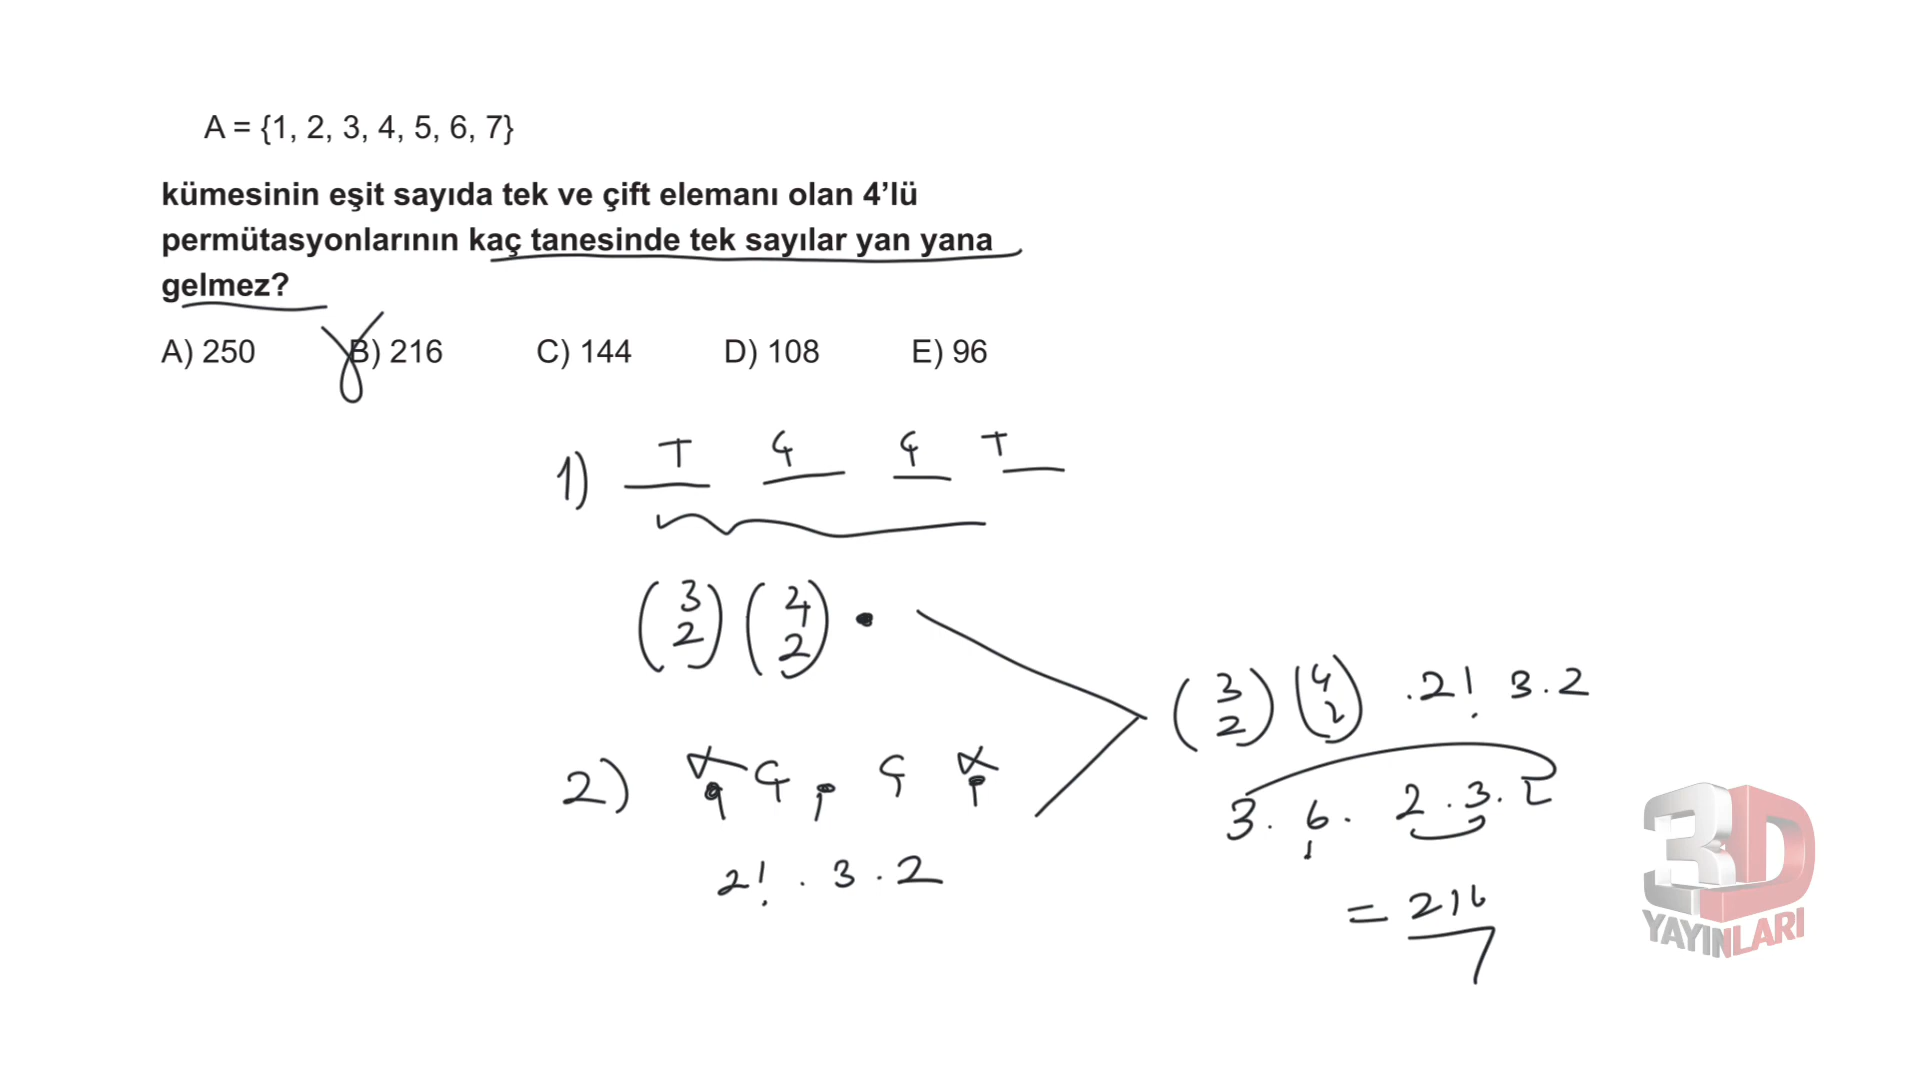 A = {1, 2, 3, 4, 5, 6, 7}
kümesinin eşit sayıda tek ve çift elemanı olan 4’lü
permütasyonlarının kaç tanesinde tek sayılar yan yana
gelmez?
A) 250 B) 216 C) 144 D) 108 E) 96
1) T Ç Ç T
(3 2) (4 2) .
(3 2) (4 2) . 2! 3 . 2
2) Ç Ç
3 . 6 . 2 . 3 . 2
2! . 3 . 2
= 216
3D
YAYINLARI